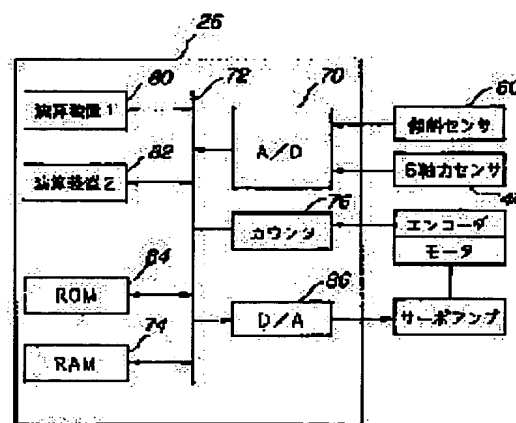 26
80
72
70
60
演算装置1
A/D
傾斜センサ
82
6軸力センサ
演算装置2
76
カウンタ
エンコーダ
モータ
84
86
ROM
D/A
サーボアンプ
74
RAM